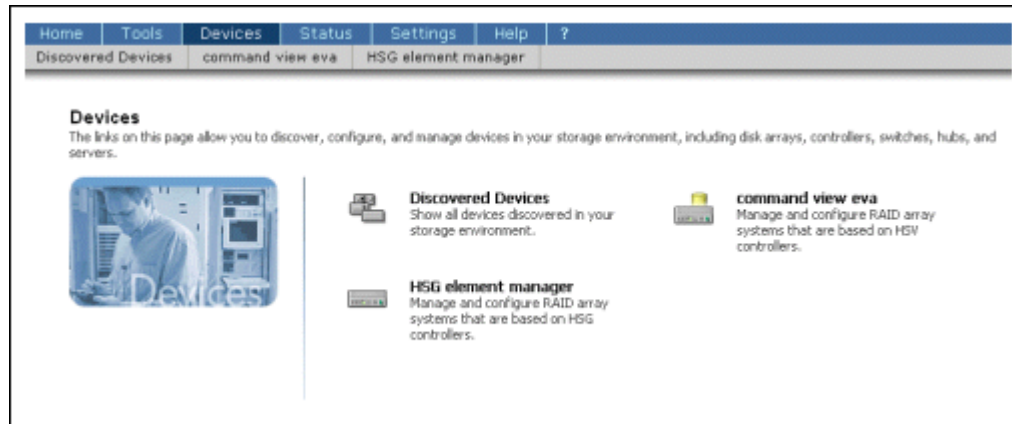 Home Tools Devices Status Settings Help ?
Discovered Devices command view eva HSG element manager
Devices
The links on this page allow you to discover, configure, and manage devices in your storage environment, including disk arrays, controllers, switches, hubs, and
servers.
Devices
Discovered Devices
Show all devices discovered in your
storage environment.
command view eva
Manage and configure RAID array
systems that are based on HSV
controllers.
HSG element manager
Manage and configure RAID array
systems that are based on HSG
controllers.